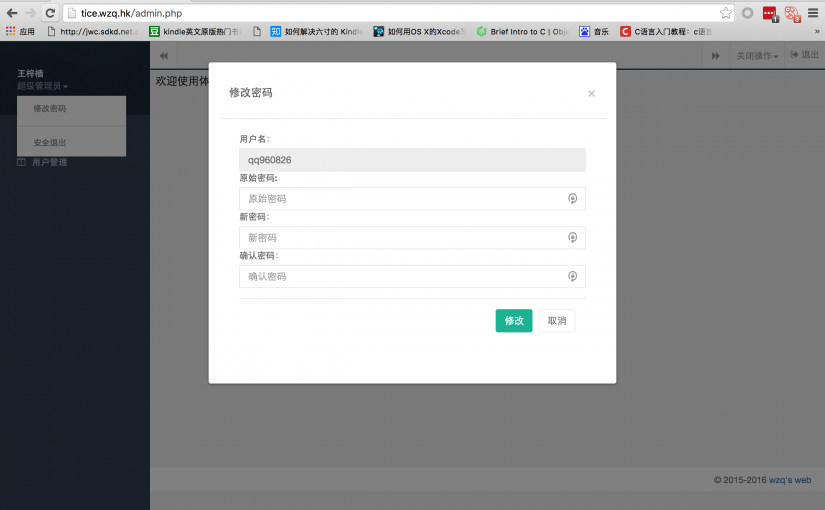 tice.wzq.hk/admin.php
应用
http://jwc.sdkd.net.c
kindle英文原版热门书
如何解决六寸的 Kindle
如何用OS X的Xcode写
Brief Intro to C | Obj
音乐
C语言入门教程：c语言
»
王梓樯
超级管理员
关闭操作
退出
修改密码
安全退出
用户管理
欢迎使用体
修改密码
×
用户名:
qq960826
原始密码:
原始密码
新密码:
新密码
确认密码:
确认密码
修改
取消
© 2015-2016 wzq's web